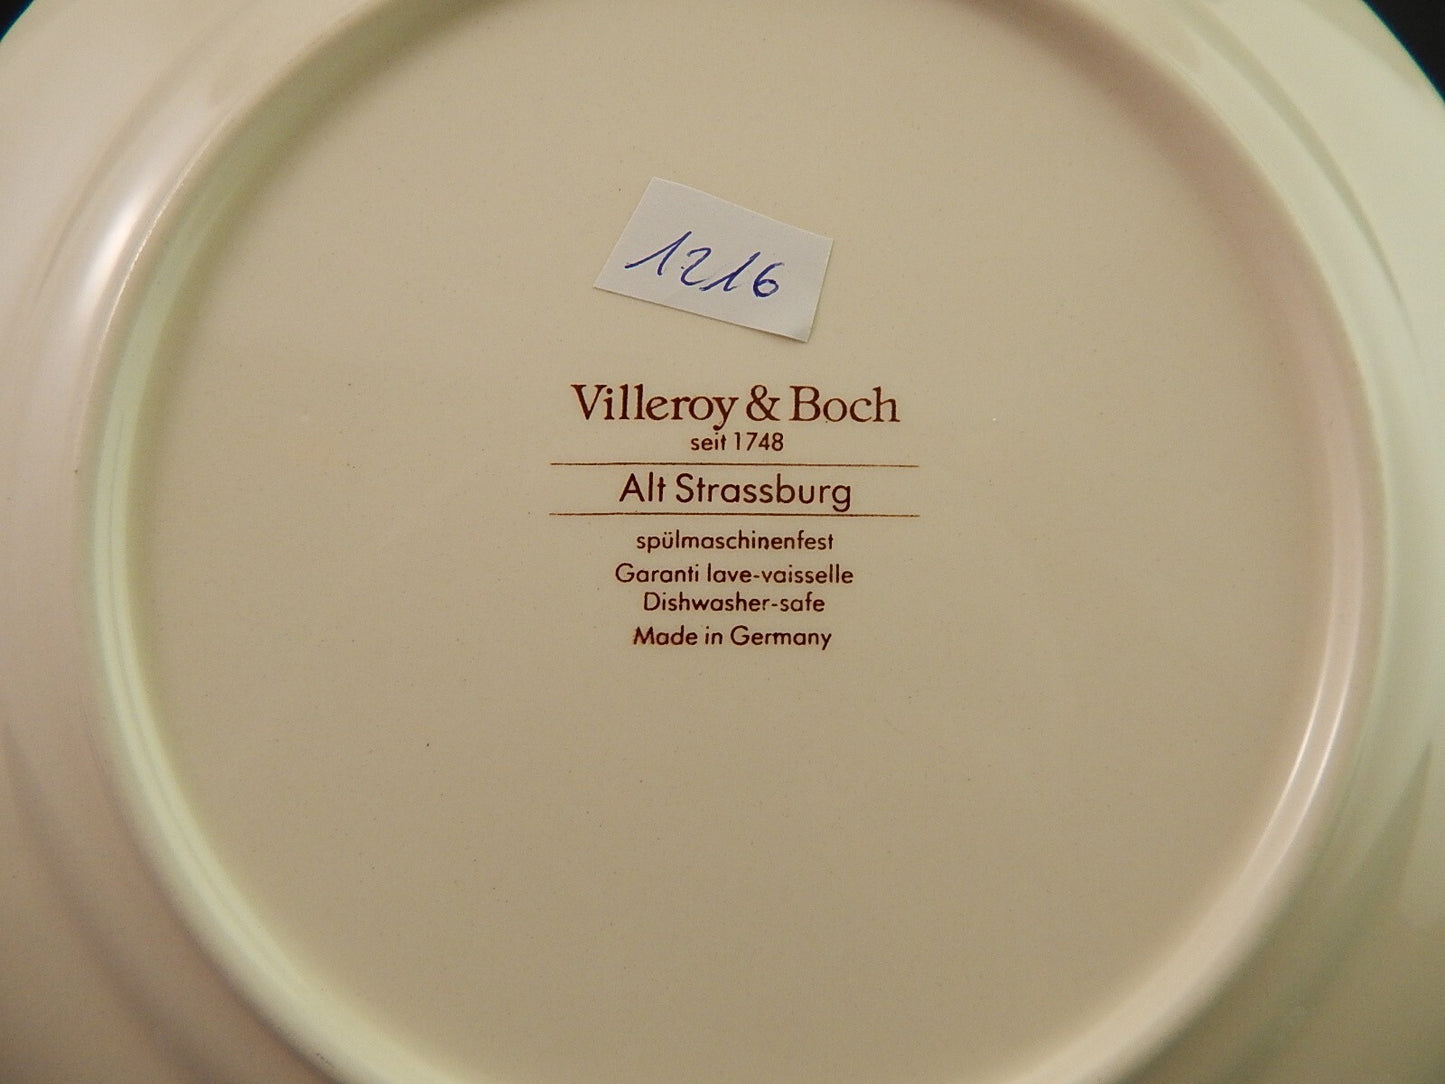 1216
Villeroy & Boch
seit 1748
Alt Strassburg
spülmaschinenfest
Garanti lave-vaisselle
Dishwasher-safe
Made in Germany